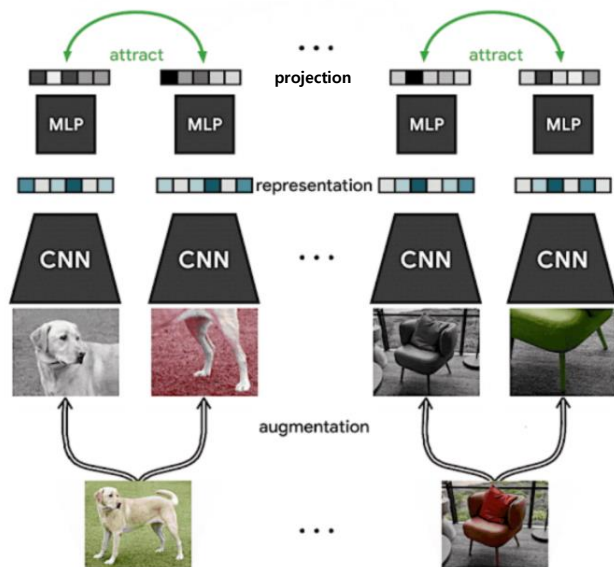 attract
attract
projection
MLP
MLP
MLP
MLP
representation
CNN
CNN
CNN
CNN
augmentation